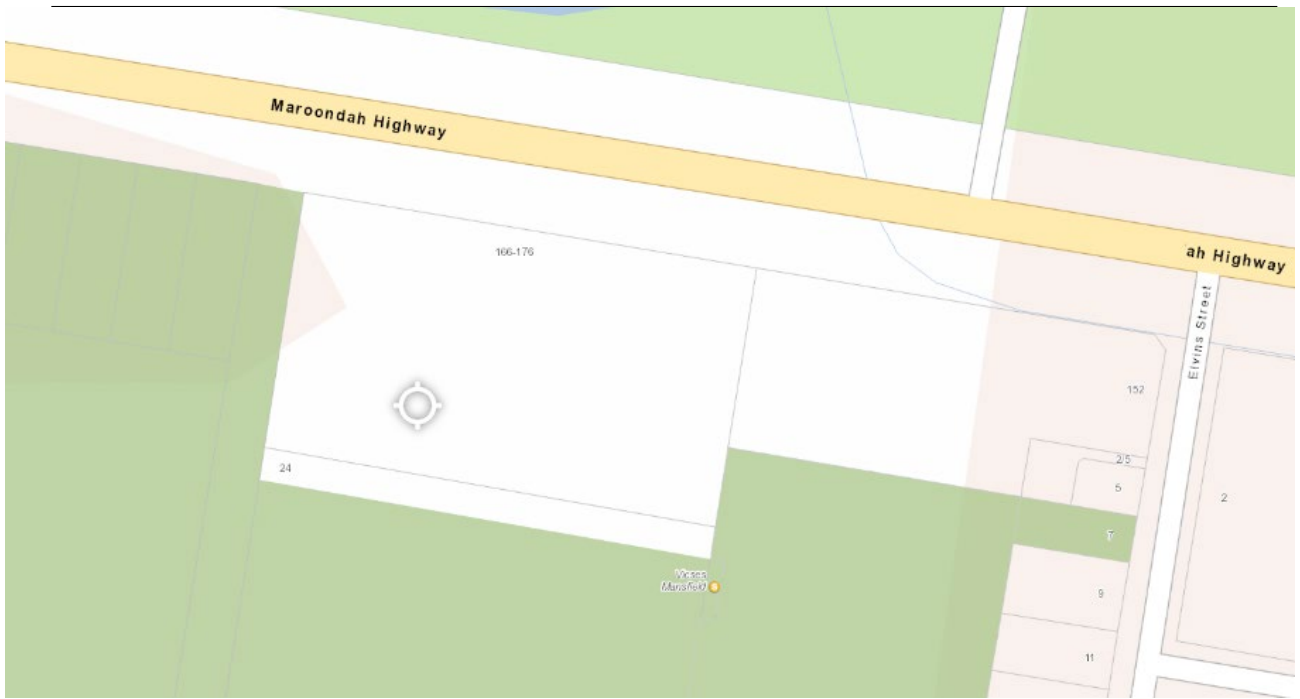 Maroondah Highway
ah Highway
166-176
Elvins Street
152
24
2/5
5
2
7
Vicses
Mansfield
9
11